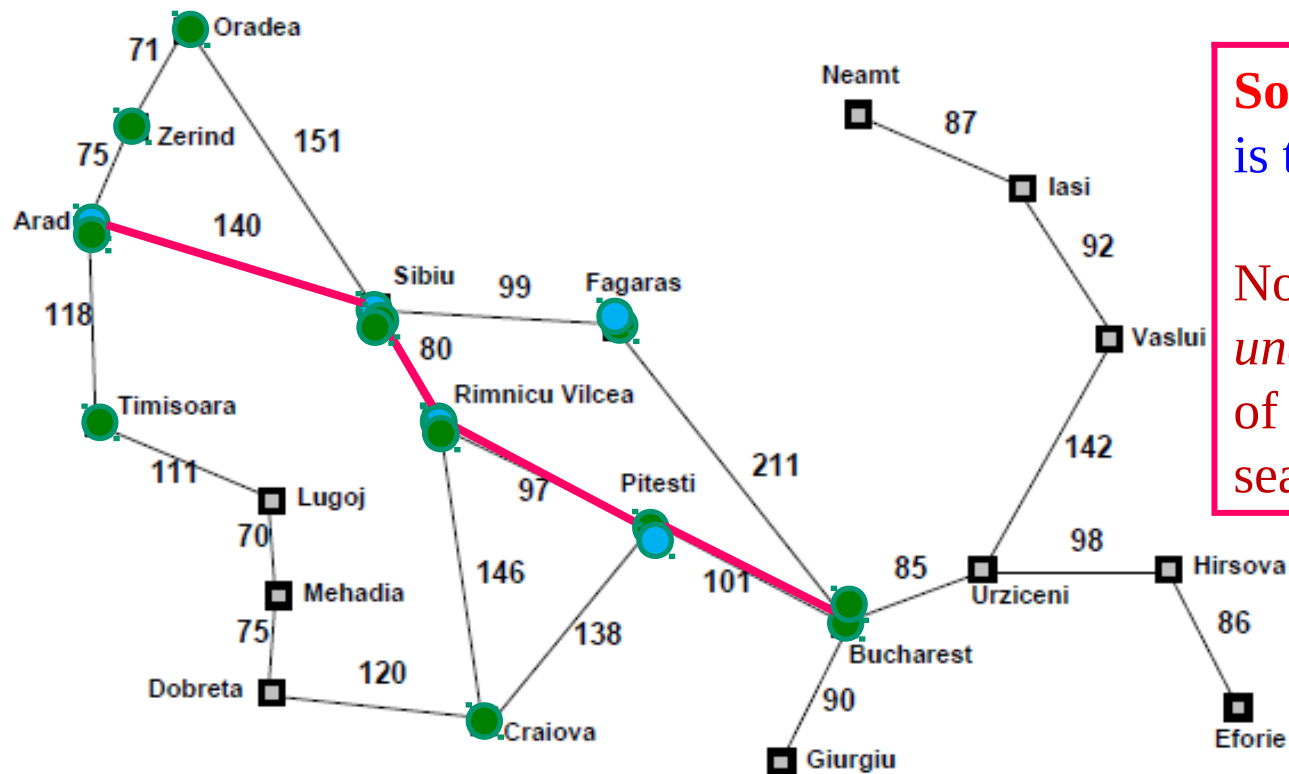 Oradea
71
Neamt
87
Zerind
151
75
Iasi
Arad
140
92
Sibiu
99
Fagaras
118
80
Vaslui
Timisoara
Rimnicu Vilcea
142
111
211
Lugoj
97
Pitesti
70
98
146
101
85
Hirsova
Mehadia
Urziceni
75
138
86
Bucharest
120
Dobreta
90
Craiova
Eforie
Giurgiu
is
of